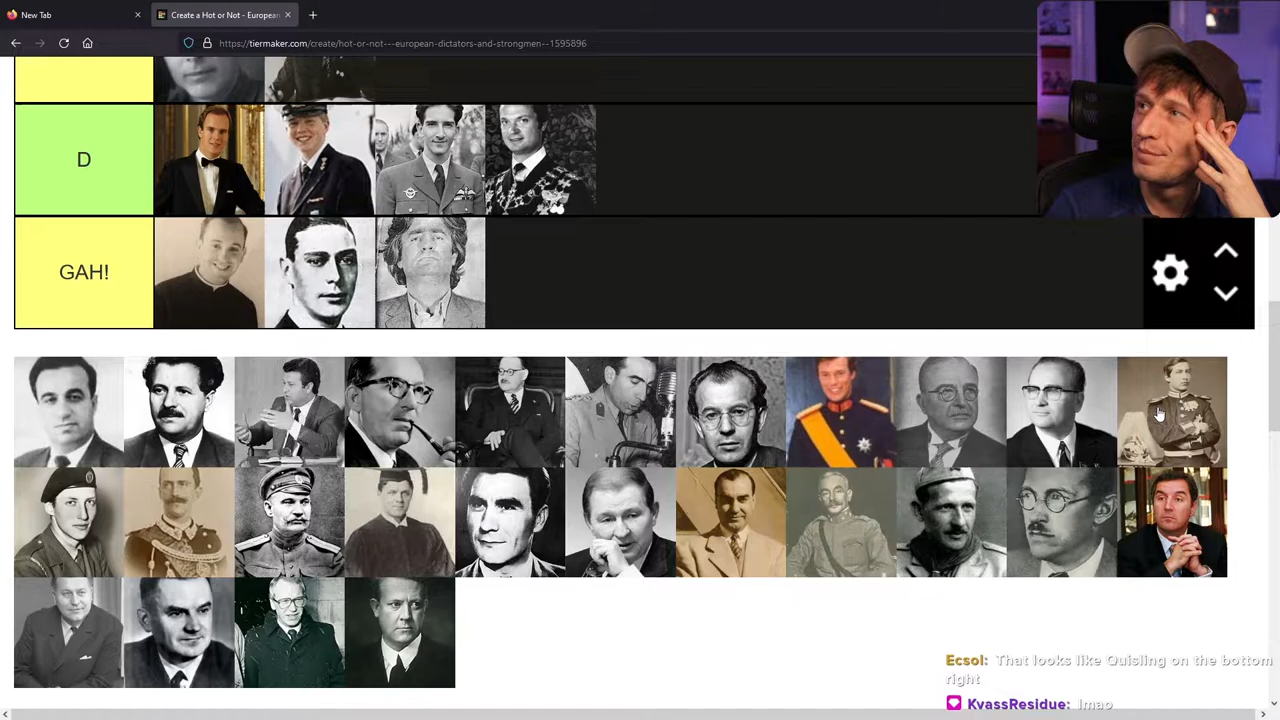 New Tab
Create a Hot or Not - European
https://tiermaker.com/create/hot-or-not---european-dictators-and-strongmen--1595896
D
GAH!
Ecsol: That looks like Quisling on the bottom
right
KvassResidue: lmao